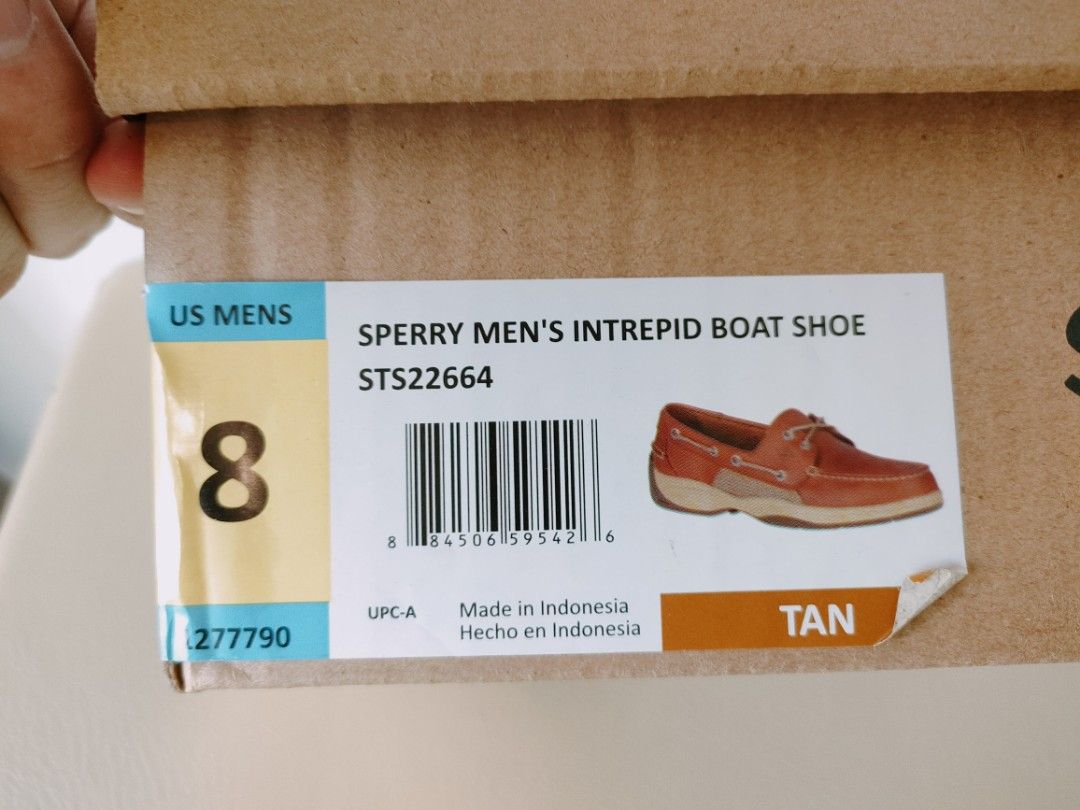 US MENS
8
1277790
SPERRY MEN'S INTREPID BOAT SHOE
STS22664
8 84506 59542 6
UPC-A
Made in Indonesia
Hecho en Indonesia
TAN